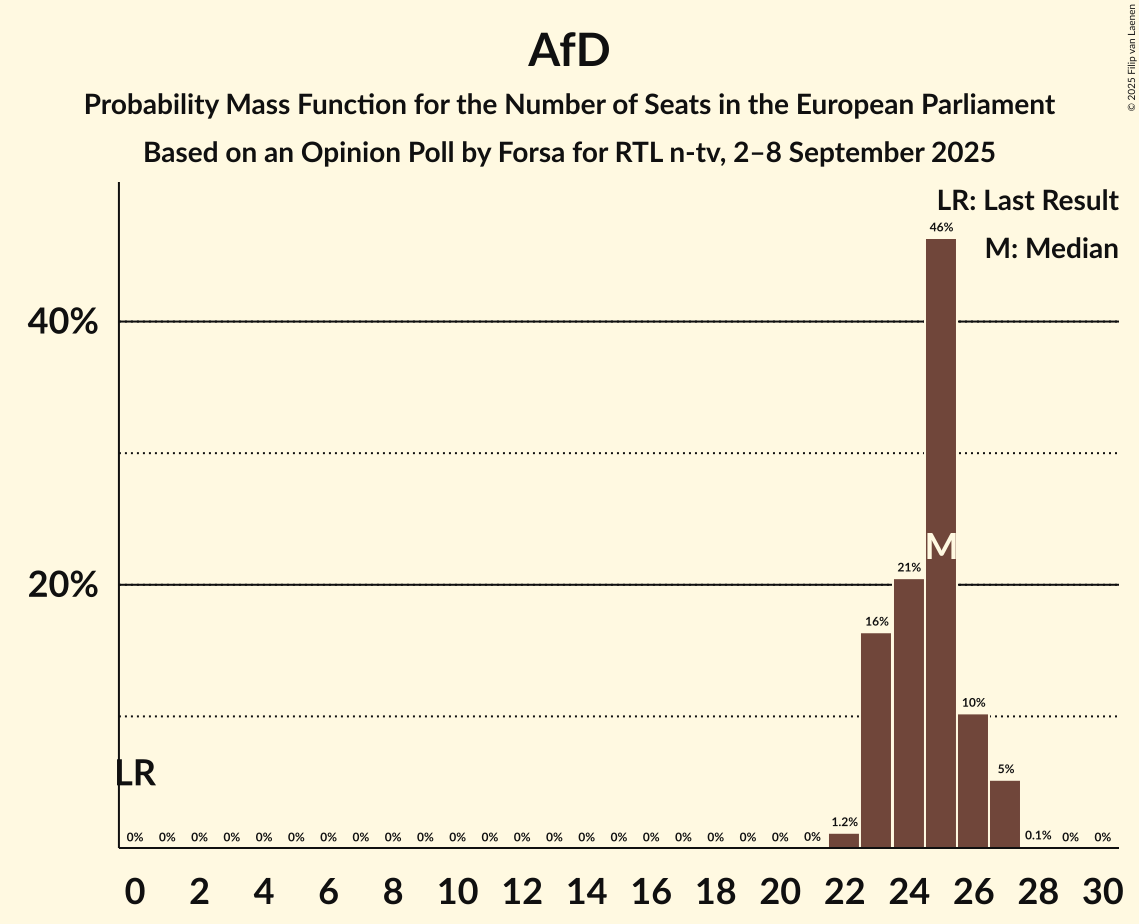 AfD
Probability Mass Function for the Number of Seats in the European Parliament
Based on an Opinion Poll by Forsa for RTL n-tv, 2–8 September 2025
© 2025 Filip van Laenen
LR: Last Result
M: Median
46%
40%
M
21%
20%
16%
10%
5%
LR
0% 0% 0% 0% 0% 0% 0% 0% 0% 0% 0% 0% 0% 0% 0% 0% 0% 0% 0% 0% 0% 0% 1.2% 0.1% 0% 0%
0 2 4 6 8 10 12 14 16 18 20 22 24 26 28 30